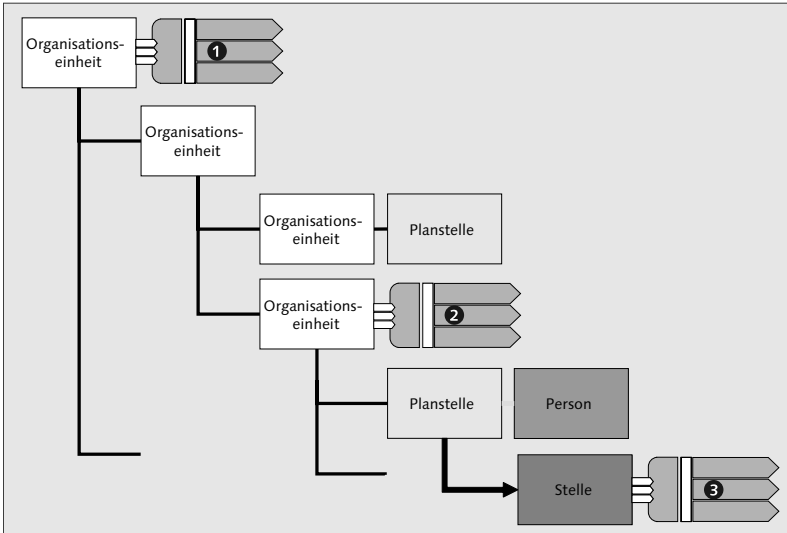 Organisations-
einheit
1
Organisations-
einheit
Organisations-
einheit
Planstelle
Organisations-
einheit
2
Planstelle
Person
Stelle
3